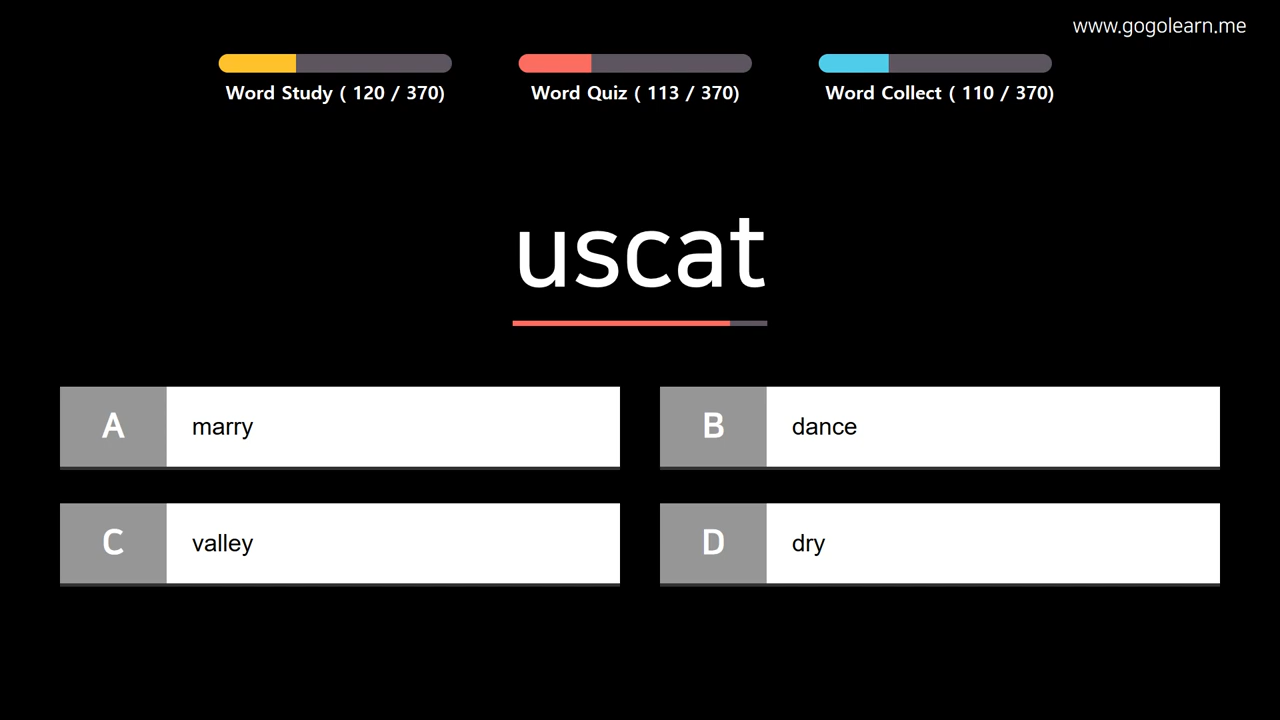 www.gogolearn.me
Word Study ( 120 / 370)
Word Quiz ( 113 / 370)
Word Collect ( 110 / 370)
uscat
A marry
B dance
C valley
D dry